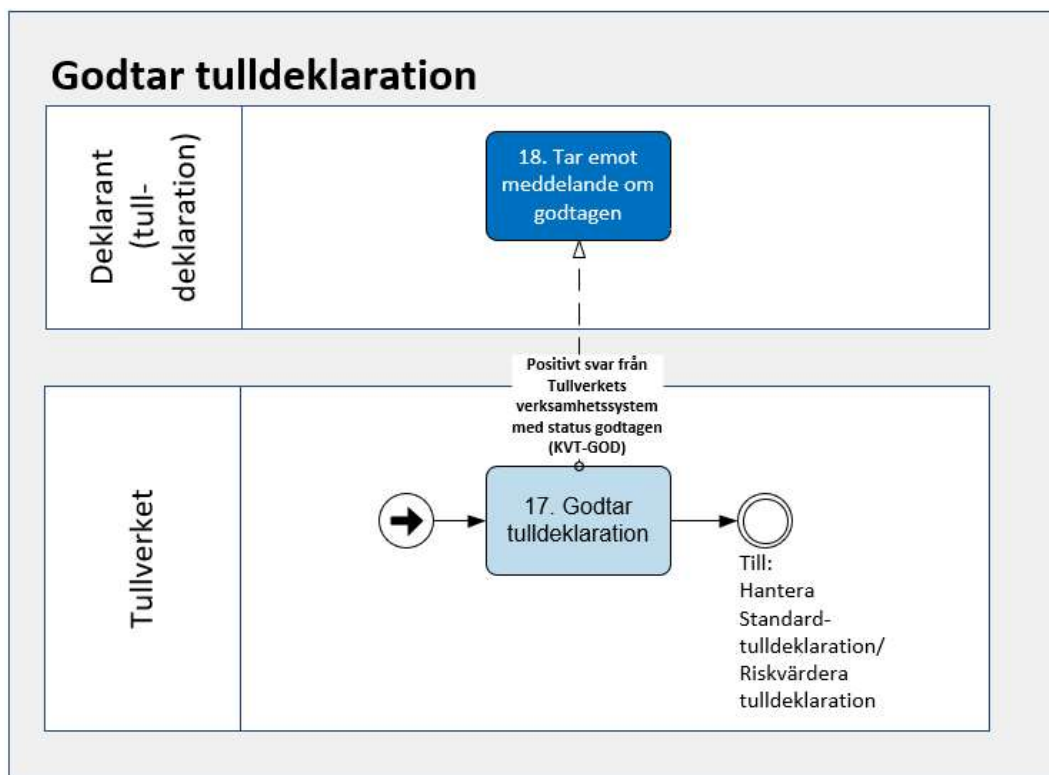 Godtar tulldeklaration
Deklarant
(tull-
deklaration)
18. Tar emot
meddelande om
godtagen
Positivt svar från
Tullverkets
verksamhetssystem
med status godtagen
(KVT-GOD)
Tullverket
17. Godtar
tulldeklaration
Till:
Hantera
Standard-
tulldeklaration/
Riskvärdera
tulldeklaration